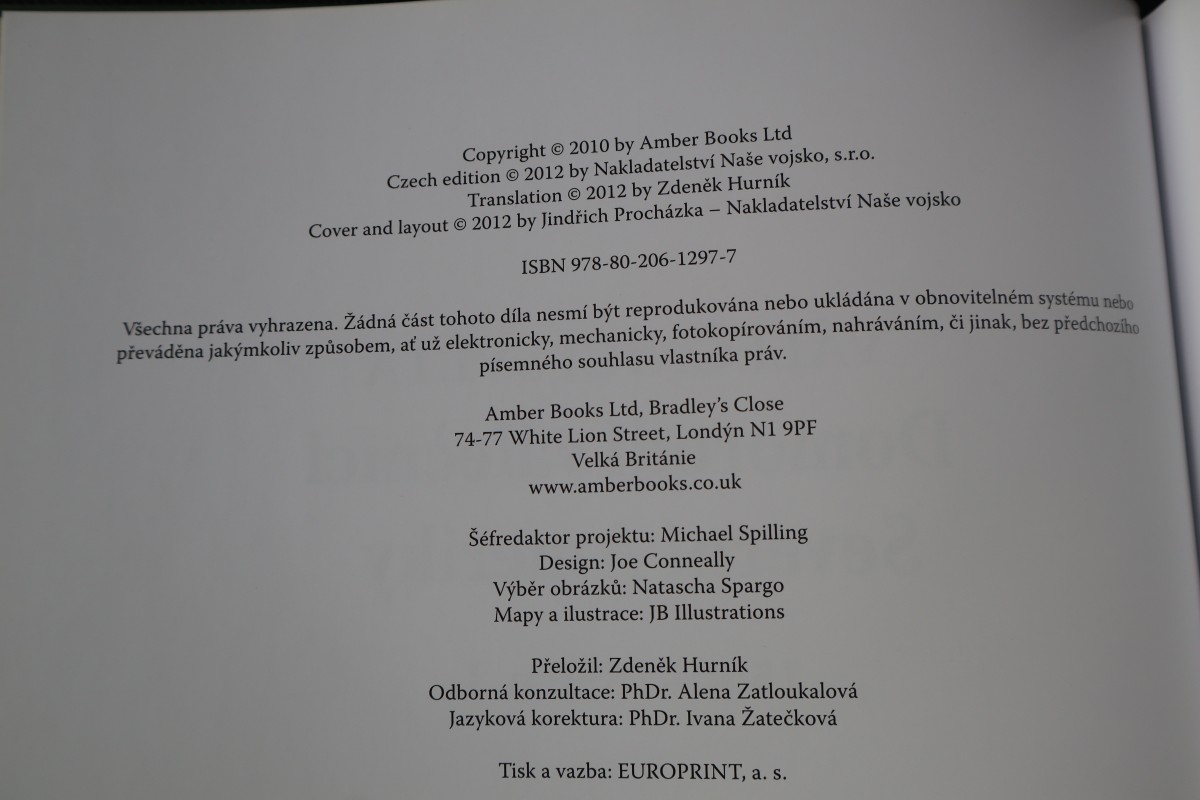 Copyright © 2010 by Amber Books Ltd
Czech edition © 2012 by Nakladatelství Naše vojsko, s.r.o.
Translation © 2012 by Zdeněk Hurník
Cover and layout © 2012 by Jindřich Procházka – Nakladatelství Naše vojsko
ISBN 978-80-206-1297-7
Všechna práva vyhrazena. Žádná část tohoto díla nesmí být reprodukována nebo ukládána v obnovitelném systému nebo
převáděna jakýmkoliv způsobem, ať už elektronicky, mechanicky, fotokopírováním, nahráváním, či jinak, bez předchozího
písemného souhlasu vlastníka práv.
Amber Books Ltd, Bradley’s Close
74-77 White Lion Street, Londýn N1 9PF
Velká Británie
www.amberbooks.co.uk
Šéfredaktor projektu: Michael Spilling
Design: Joe Conneally
Výběr obrázků: Natascha Spargo
Mapy a ilustrace: JB Illustrations
Přeložil: Zdeněk Hurník
Odborná konzultace: PhDr. Alena Zatloukalová
Jazyková korektura: PhDr. Ivana Žatečková
Tisk a vazba: EUROPRINT, a. s.